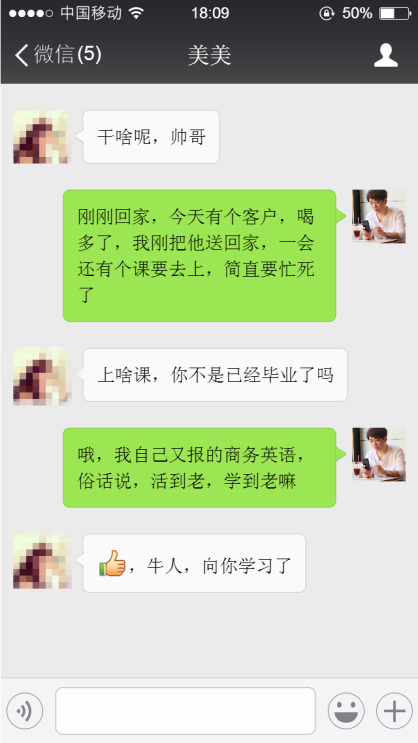 中国移动 18:09 50%
微信(5) 美美
干啥呢，帅哥
刚刚回家，今天有个客户，喝
多了，我刚把他送回家，一会
还有个课要去上，简直要忙死
了
上啥课，你不是已经毕业了吗
哦，我自己又报的商务英语，
俗话说，活到老，学到老嘛
👍，牛人，向你学习了